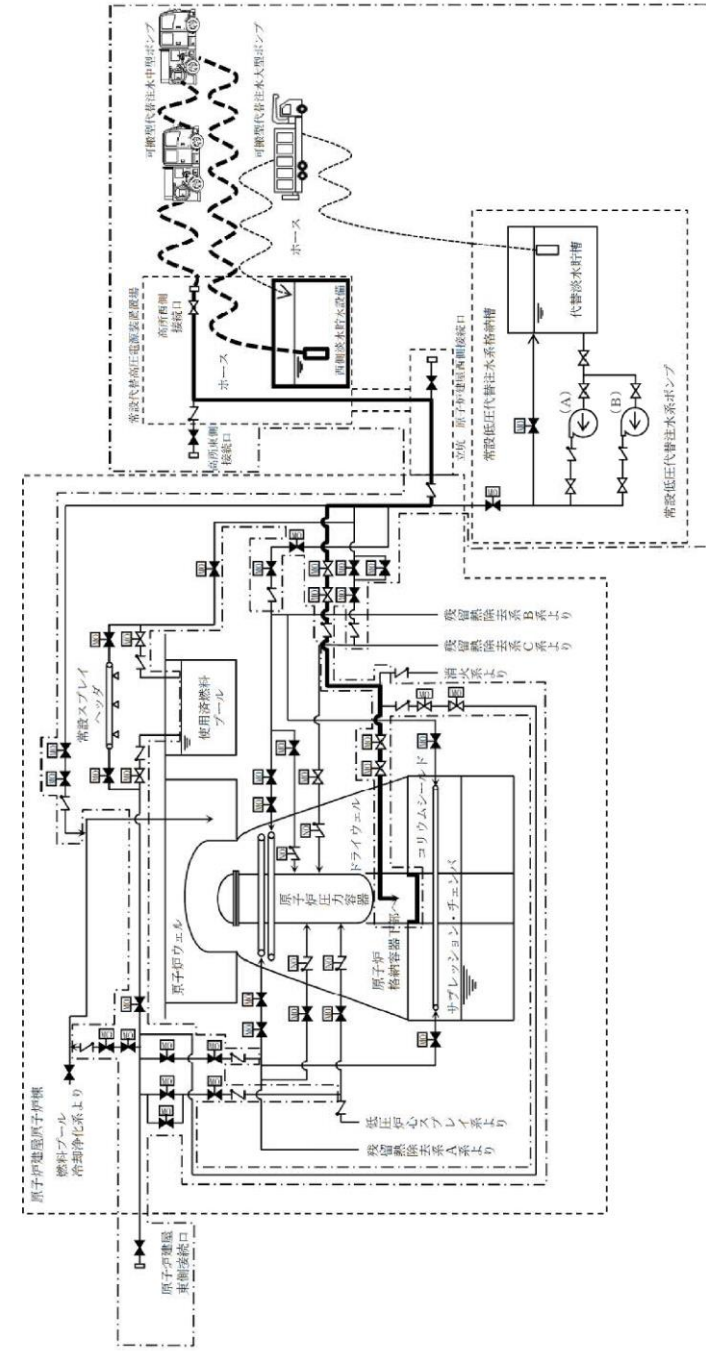 原子炉建屋原子炉棟
燃料プール
冷却浄化系より
原子炉建屋
東側接続口
常設スプレイ
ヘッダ
使用済燃料
プール
原子炉ウェル
原子炉圧力容器
ドライウェル
原子炉
格納容器下部へ
コリウムシールド
サプレッション・チェンバ
低圧炉心スプレイ系より
残留熱除去系A系より
残留熱除去系B系より
残留熱除去系C系より
消火系より
可搬型代替注水中型ポンプ
可搬型代替注水大型ポンプ
ホース
ホース
常設代替高圧電源装置置場
高所西側
接続口
西側淡水貯水設備
高所東側
接続口
立坑
原子炉建屋西側接続口
常設低圧代替注水系格納槽
代替淡水貯槽
(A)
(B)
常設低圧代替注水系ポンプ